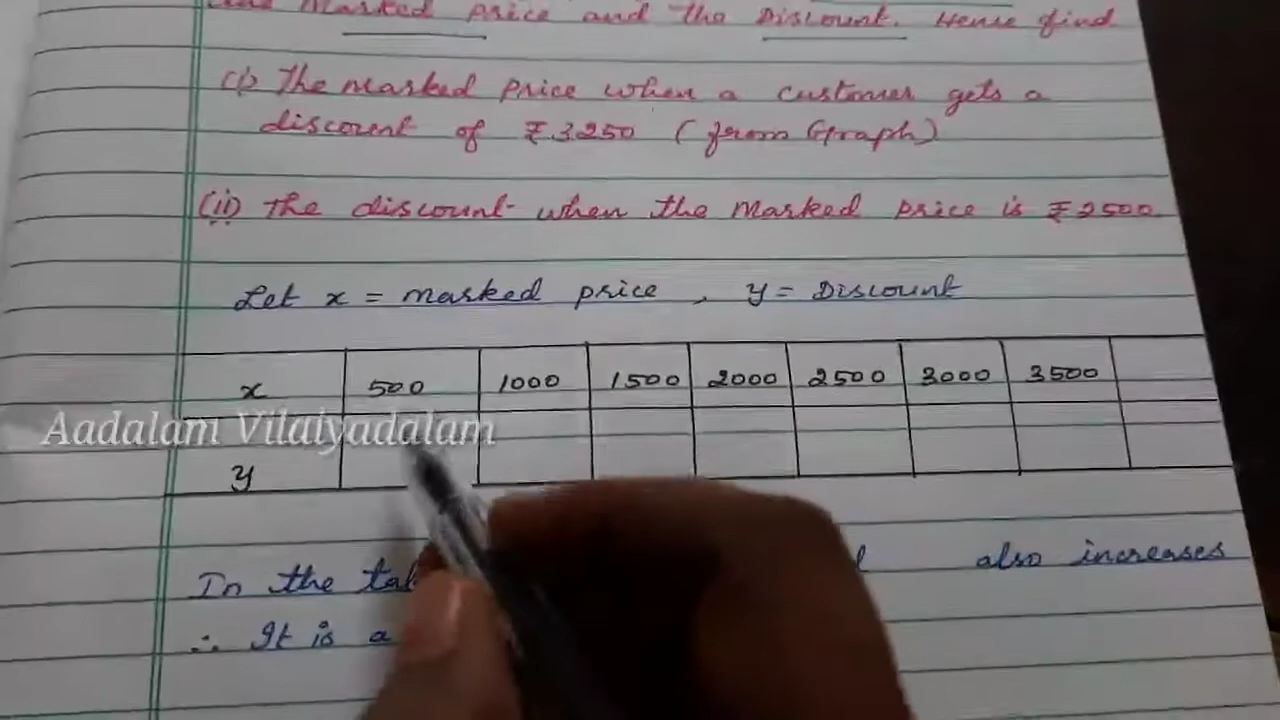 Marked price and the Discount. Hence find
(i) The marked price when a customer gets a
discount of ₹3250 (from Graph)
(ii) the discount when the Marked price is ₹2500
Let x = marked price , y = Discount
x 500 1000 1500 2000 2500 3000 3500
Aadalam Vilaiyadalam
y
In the also increases
∴ It is a